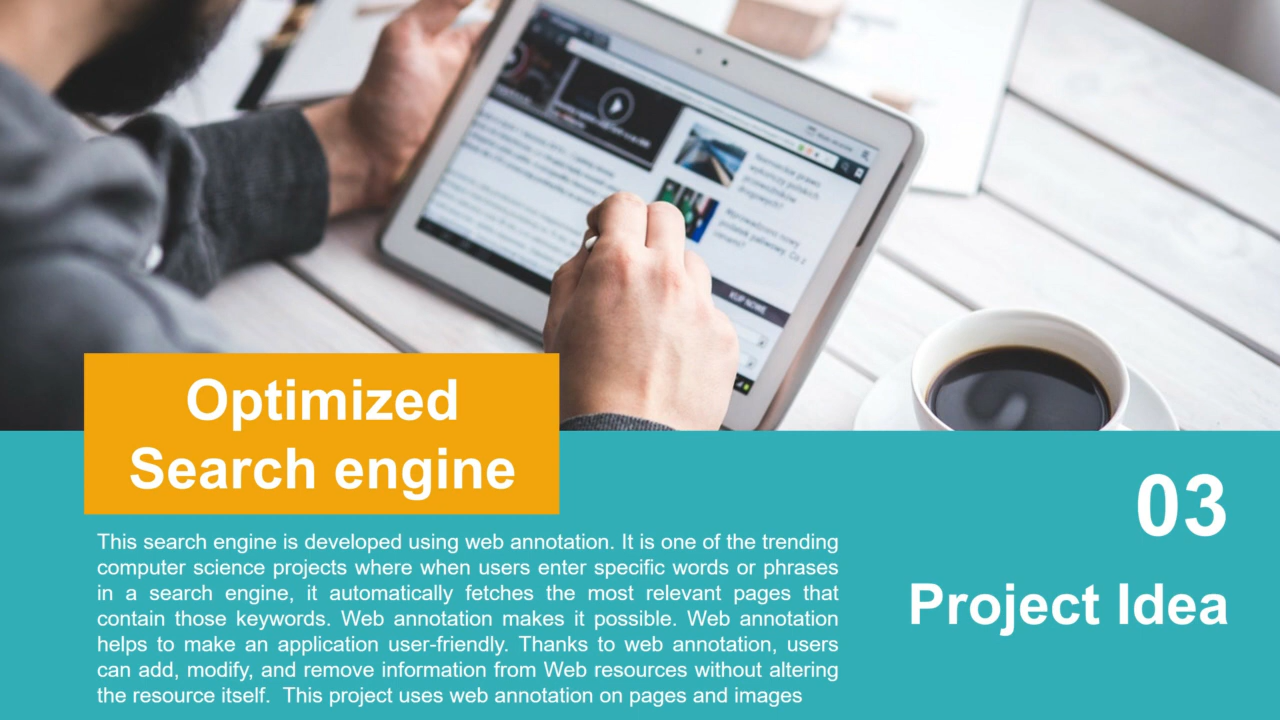 Optimized
Search engine
This search engine is developed using web annotation. It is one of the trending
computer science projects where when users enter specific words or phrases
in a search engine, it automatically fetches the most relevant pages that
contain those keywords. Web annotation makes it possible. Web annotation
helps to make an application user-friendly. Thanks to web annotation, users
can add, modify, and remove information from Web resources without altering
the resource itself.  This project uses web annotation on pages and images
03
Project Idea